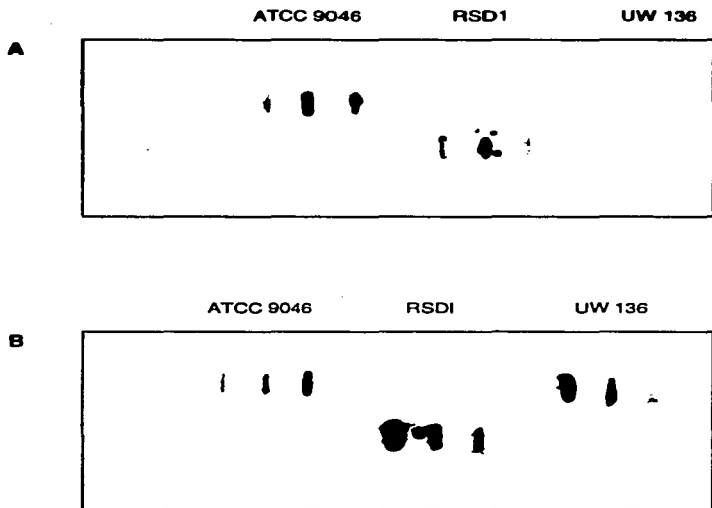 ATCC 9046 RSD1 UW 136
A
ATCC 9046 RSDI UW 136
B